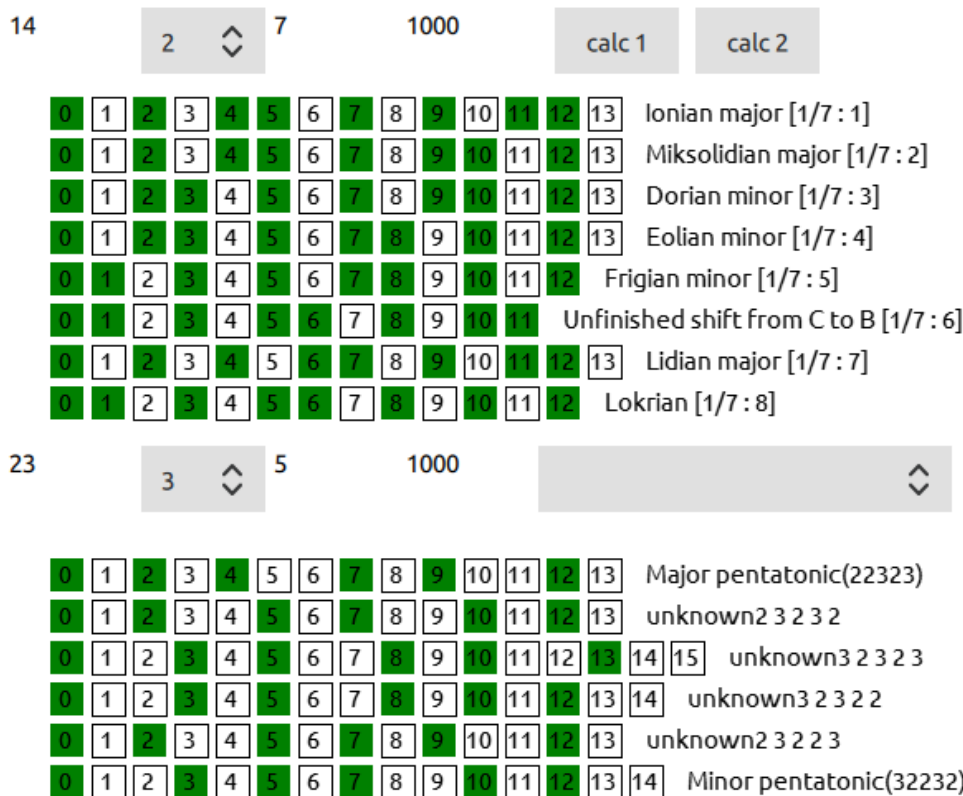 14 2 7 1000 calc 1 calc 2
0 1 2 3 4 5 6 7 8 9 10 11 12 13 Ionian major [1/7 : 1]
0 1 2 3 4 5 6 7 8 9 10 11 12 13 Miksolidian major [1/7 : 2]
0 1 2 3 4 5 6 7 8 9 10 11 12 13 Dorian minor [1/7 : 3]
0 1 2 3 4 5 6 7 8 9 10 11 12 13 Eolian minor [1/7 : 4]
0 1 2 3 4 5 6 7 8 9 10 11 12 Frigian minor [1/7 : 5]
0 1 2 3 4 5 6 7 8 9 10 11 Unfinished shift from C to B [1/7 : 6]
0 1 2 3 4 5 6 7 8 9 10 11 12 13 Lidian major [1/7 : 7]
0 1 2 3 4 5 6 7 8 9 10 11 12 Lokrian [1/7 : 8]
23 3 5 1000
0 1 2 3 4 5 6 7 8 9 10 11 12 13 Major pentatonic(22323)
0 1 2 3 4 5 6 7 8 9 10 11 12 13 unknown2 3 2 3 2
0 1 2 3 4 5 6 7 8 9 10 11 12 13 14 15 unknown3 2 3 2 3
0 1 2 3 4 5 6 7 8 9 10 11 12 13 14 unknown3 2 3 2 2
0 1 2 3 4 5 6 7 8 9 10 11 12 13 unknown2 3 2 2 3
0 1 2 3 4 5 6 7 8 9 10 11 12 13 14 Minor pentatonic(32232)